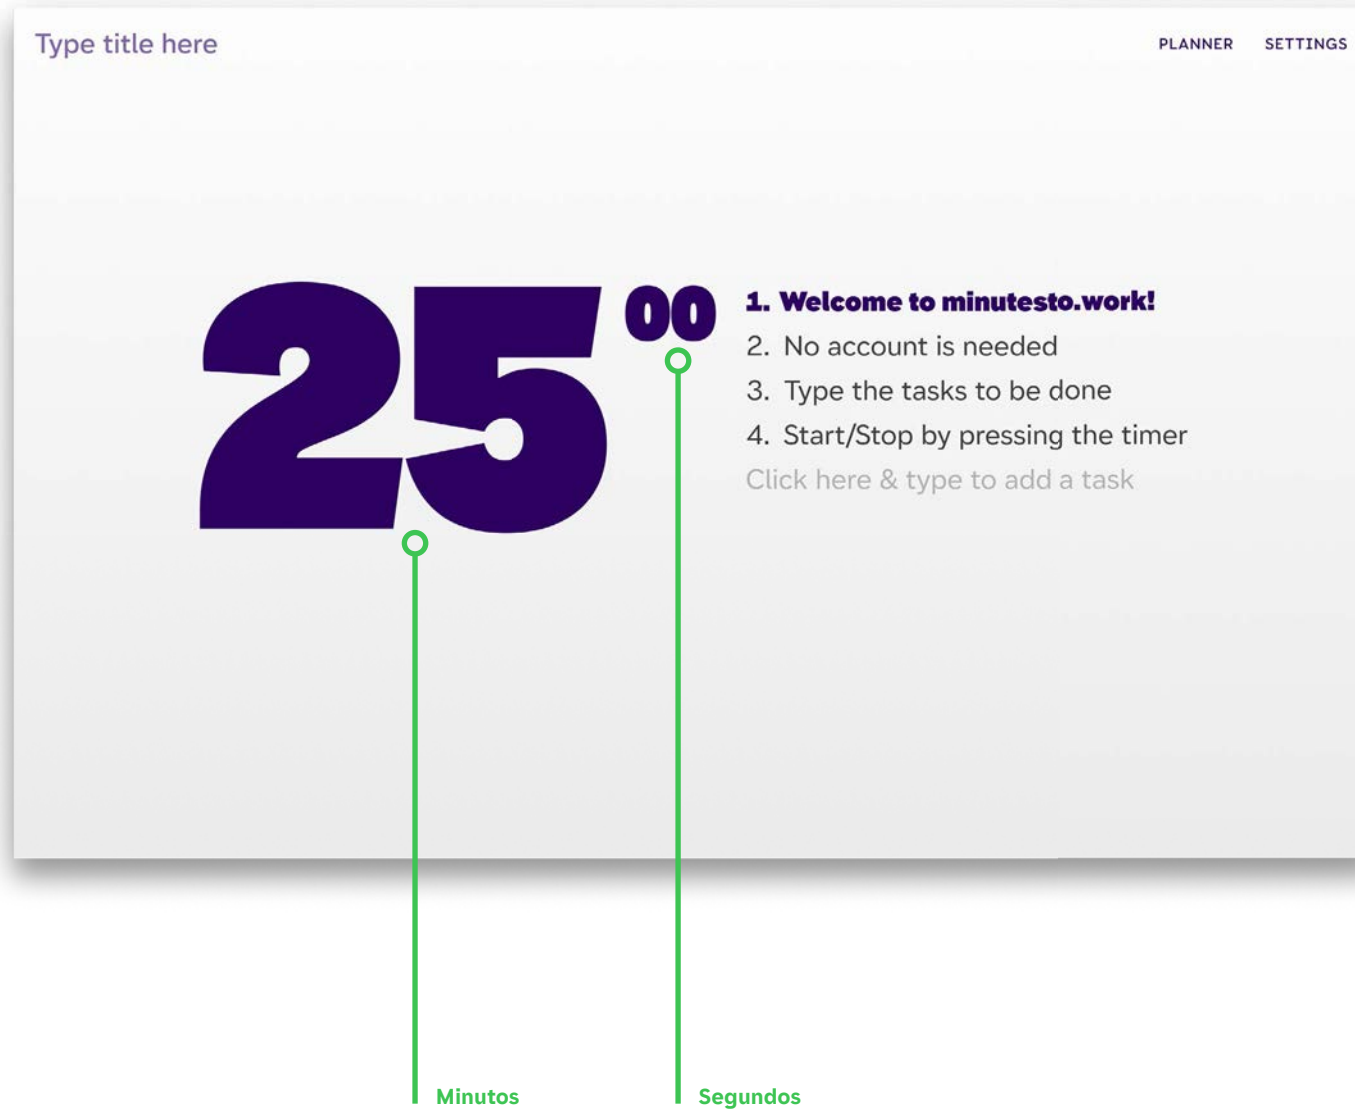 Type title here
PLANNER SETTINGS
25 00
1. Welcome to minutesto.work!
2. No account is needed
3. Type the tasks to be done
4. Start/Stop by pressing the timer
Click here & type to add a task
Minutos
Segundos